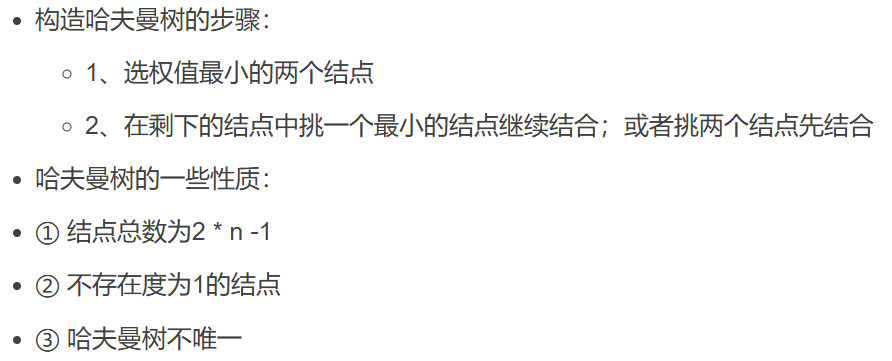 构造哈夫曼树的步骤：
1、选权值最小的两个结点
2、在剩下的结点中挑一个最小的结点继续结合；或者挑两个结点先结合
哈夫曼树的一些性质：
① 结点总数为2 * n -1
② 不存在度为1的结点
③ 哈夫曼树不唯一